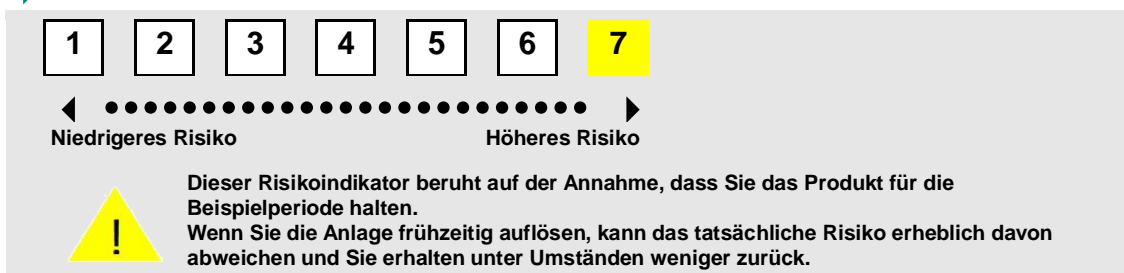 1 2 3 4 5 6 7
Niedrigeres Risiko Höheres Risiko
Dieser Risikoindikator beruht auf der Annahme, dass Sie das Produkt für die
Beispielperiode halten.
! Wenn Sie die Anlage frühzeitig auflösen, kann das tatsächliche Risiko erheblich davon
abweichen und Sie erhalten unter Umständen weniger zurück.